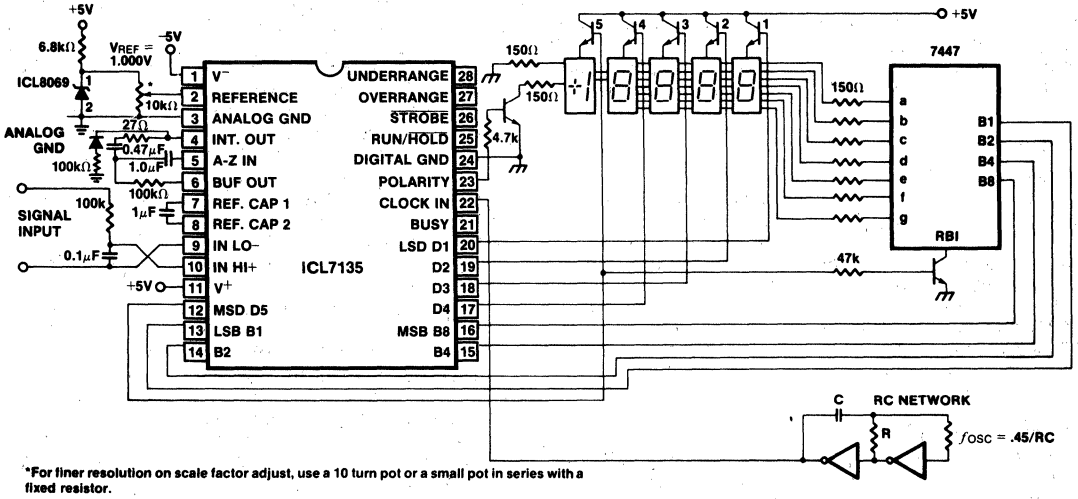 +5V
-5V
6.8kΩ
VREF =
1.000V
ICL8069
1
2
*
10kΩ
ANALOG
GND
27Ω
0.47µF
1.0µF
100kΩ
100kΩ
100k
SIGNAL
INPUT
1µF
0.1µF
+5V
1 V−
2 REFERENCE
3 ANALOG GND
4 INT. OUT
5 A-Z IN
6 BUF OUT
7 REF. CAP 1
8 REF. CAP 2
9 IN LO−
10 IN HI+
11 V+
12 MSD D5
13 LSB B1
14 B2
ICL7135
UNDERRANGE 28
OVERRANGE 27
STROBE 26
RUN/HOLD 25
DIGITAL GND 24
POLARITY 23
CLOCK IN 22
BUSY 21
LSD D1 20
D2 19
D3 18
D4 17
MSB B8 16
B4 15
150Ω
150Ω
4.7k
5 4 3 2 1
+1 8 8 8 8
+5V
7447
150Ω
a
b
c
d
e
f
g
B1
B2
B4
B8
RBI
47k
C
RC NETWORK
R
fOSC = .45/RC
*For finer resolution on scale factor adjust, use a 10 turn pot or a small pot in series with a
fixed resistor.